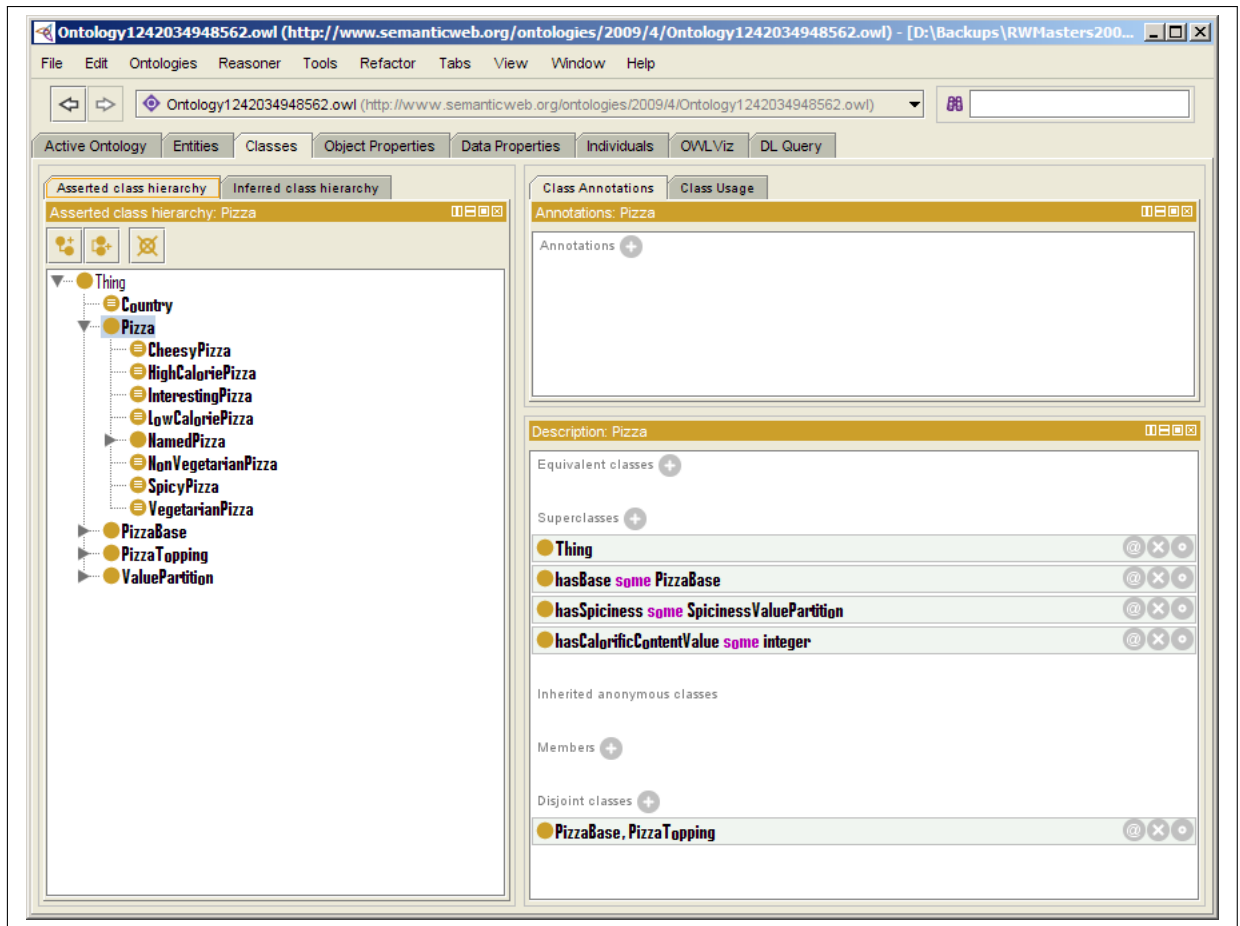 Ontology1242034948562.owl (http://www.semanticweb.org/ontologies/2009/4/Ontology1242034948562.owl) - [D:\Backups\RWMasters200...
File Edit Ontologies Reasoner Tools Refactor Tabs View Window Help
Ontology1242034948562.owl (http://www.semanticweb.org/ontologies/2009/4/Ontology1242034948562.owl)
Active Ontology Entities Classes Object Properties Data Properties Individuals OWLViz DL Query
Asserted class hierarchy Inferred class hierarchy
Asserted class hierarchy: Pizza
Thing
Country
Pizza
CheesyPizza
HighCaloriePizza
InterestingPizza
LowCaloriePizza
NamedPizza
NonVegetarianPizza
SpicyPizza
VegetarianPizza
PizzaBase
PizzaTopping
ValuePartition
Class Annotations Class Usage
Annotations: Pizza
Annotations
Description: Pizza
Equivalent classes
Superclasses
Thing
hasBase some PizzaBase
hasSpiciness some SpicinessValuePartition
hasCalorificContentValue some integer
Inherited anonymous classes
Members
Disjoint classes
PizzaBase, PizzaTopping